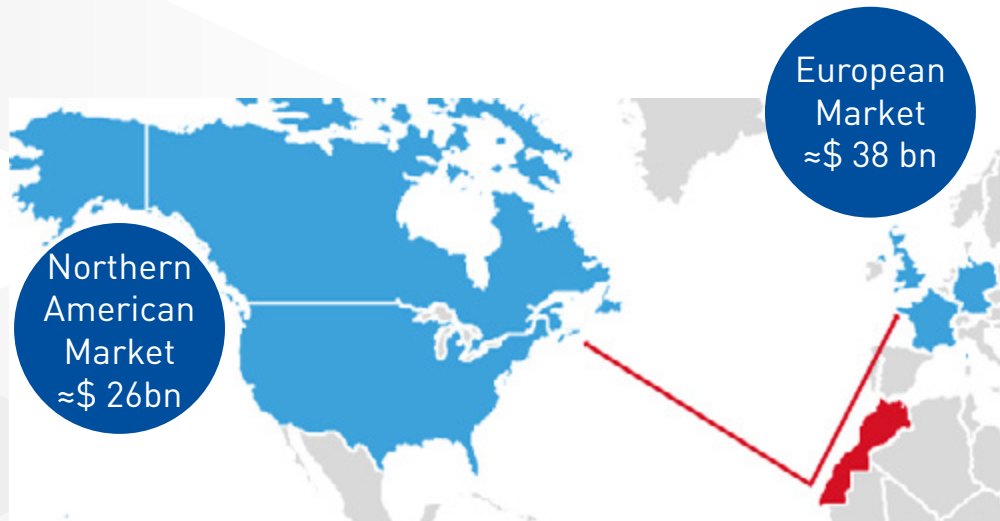 European
Market
≈$ 38 bn
Northern
American
Market
≈$ 26bn